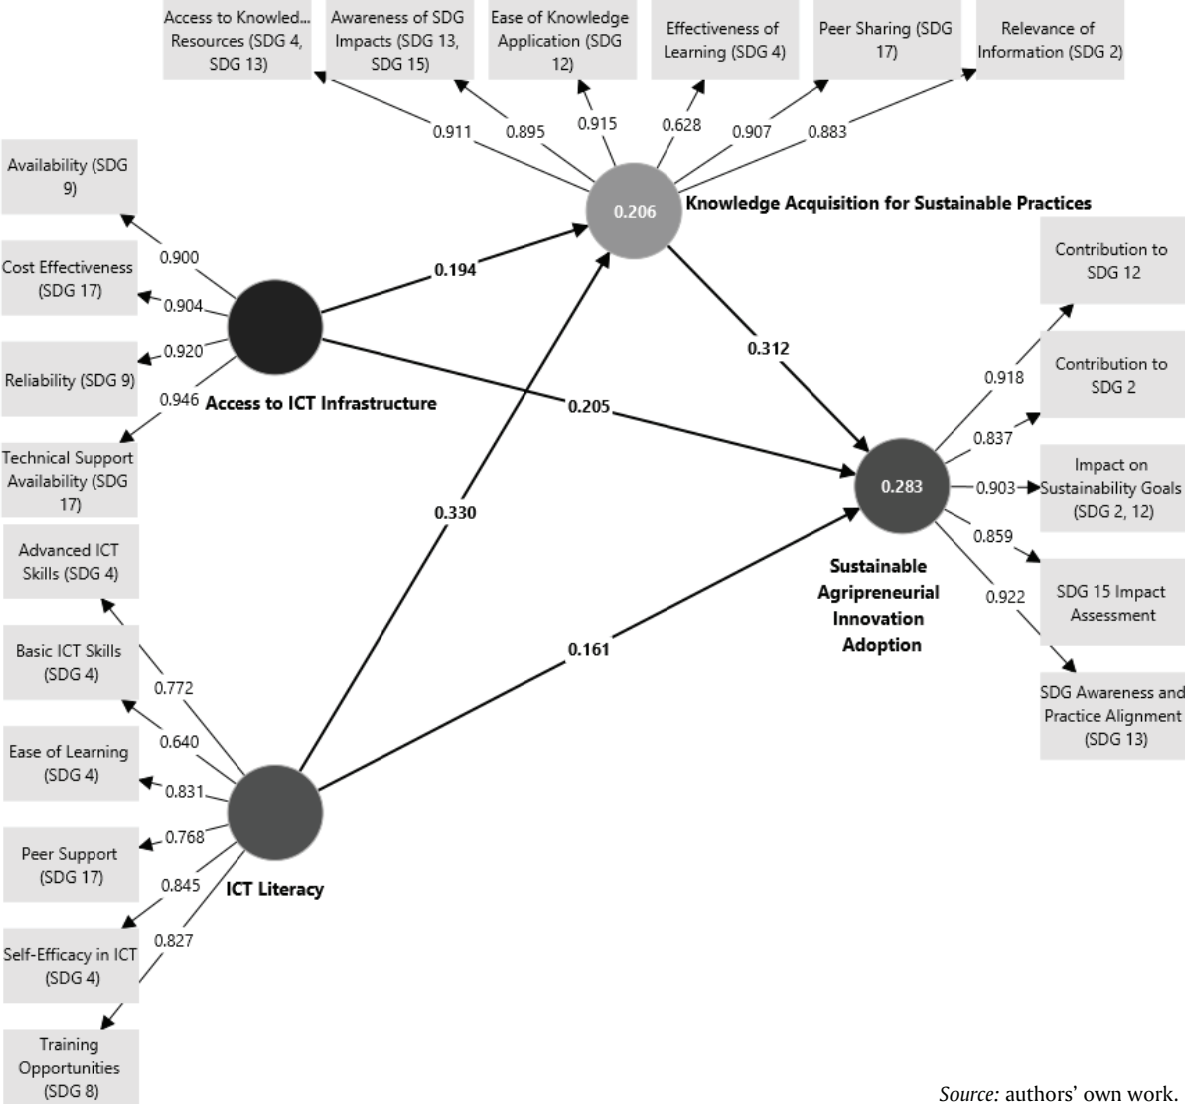 Access to Knowled...
Resources (SDG 4,
SDG 13)
Awareness of SDG
Impacts (SDG 13,
SDG 15)
Ease of Knowledge
Application (SDG
12)
Effectiveness of
Learning (SDG 4)
Peer Sharing (SDG
17)
Relevance of
Information (SDG 2)
0.911
0.895
0.915
0.628
0.907
0.883
0.206
Knowledge Acquisition for Sustainable Practices
Availability (SDG
9)
Cost Effectiveness
(SDG 17)
Reliability (SDG 9)
Technical Support
Availability (SDG
17)
0.900
0.904
0.920
0.946
Access to ICT Infrastructure
0.194
0.205
0.312
0.330
0.161
Advanced ICT
Skills (SDG 4)
Basic ICT Skills
(SDG 4)
Ease of Learning
(SDG 4)
Peer Support
(SDG 17)
Self-Efficacy in ICT
(SDG 4)
Training
Opportunities
(SDG 8)
0.772
0.640
0.831
0.768
0.845
0.827
ICT Literacy
0.283
Sustainable
Agripreneurial
Innovation
Adoption
0.918
0.837
0.903
0.859
0.922
Contribution to
SDG 12
Contribution to
SDG 2
Impact on
Sustainability Goals
(SDG 2, 12)
SDG 15 Impact
Assessment
SDG Awareness and
Practice Alignment
(SDG 13)
Source: authors' own work.